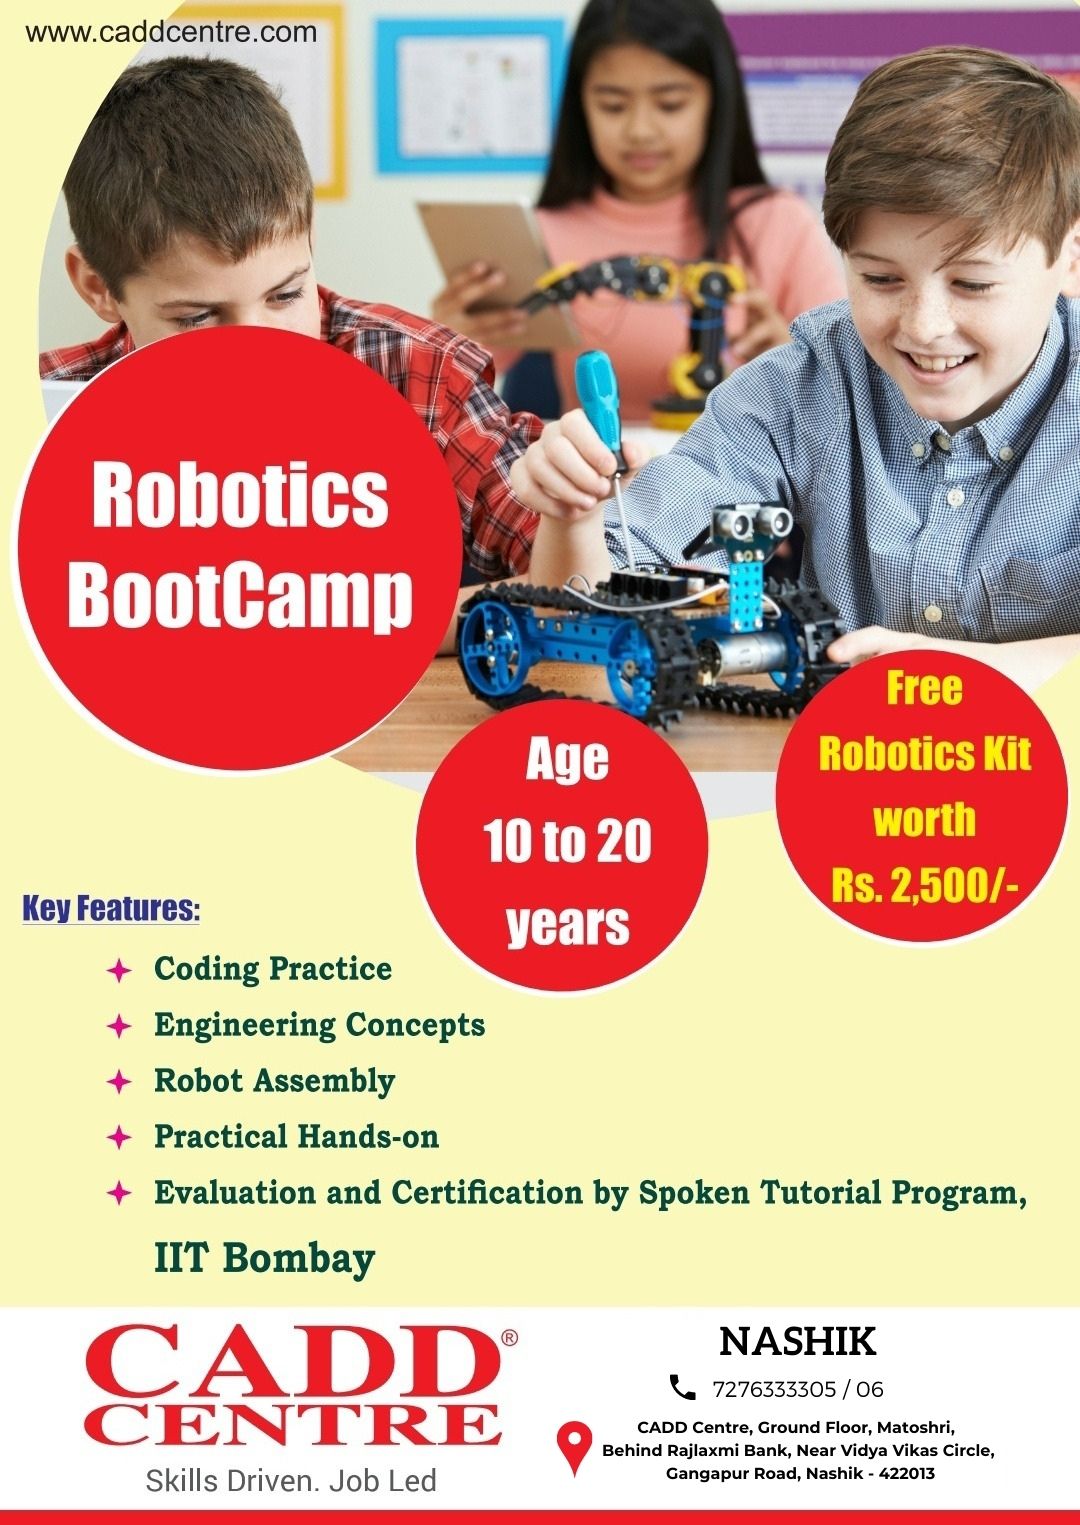 www.caddcentre.com
Robotics
BootCamp
Age
10 to 20
years
Free
Robotics Kit
worth
Rs. 2,500/-
Key Features:
Coding Practice
Engineering Concepts
Robot Assembly
Practical Hands-on
Evaluation and Certification by Spoken Tutorial Program,
IIT Bombay
CADD®
CENTRE
Skills Driven. Job Led
NASHIK
7276333305 / 06
CADD Centre, Ground Floor, Matoshri,
Behind Rajlaxmi Bank, Near Vidya Vikas Circle,
Gangapur Road, Nashik - 422013